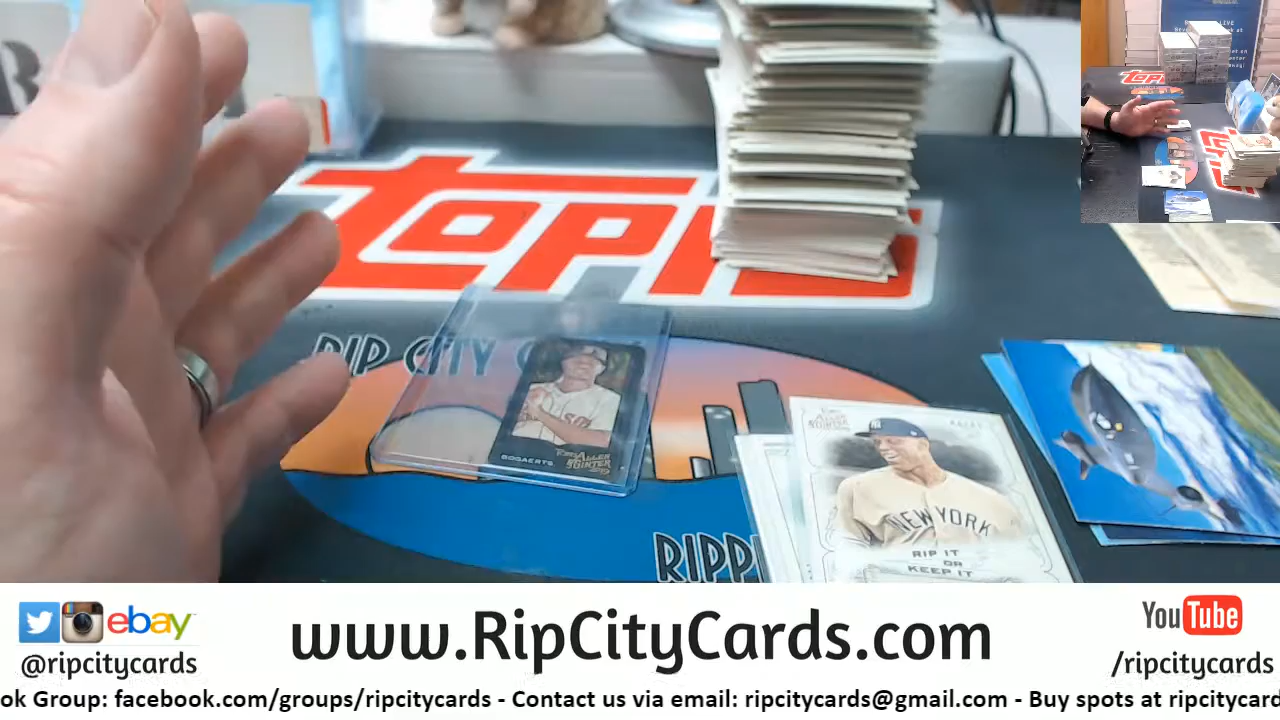 TOPPS
RIP CITY
BOGAERTS
TOPPS ALLEN
& GINTER
ALLEN
& GINTER
NEW YORK
RIP IT
OR
KEEP IT
ebay
www.RipCityCards.com
YouTube
@ripcitycards
/ripcitycards
ok Group: facebook.com/groups/ripcitycards - Contact us via email: ripcitycards@gmail.com - Buy spots at ripcitycard